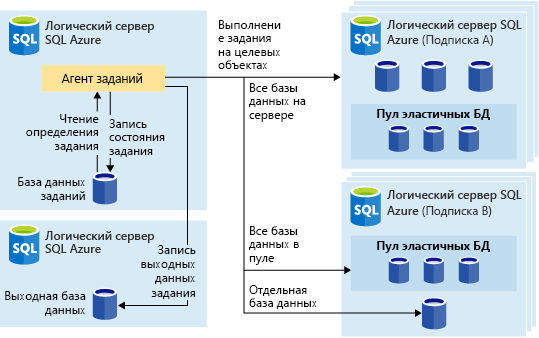 SQL
Логический сервер
SQL Azure
Агент заданий
Чтение
определения
задания
Запись
состояния
задания
База данных
заданий
SQL
Логический сервер
SQL Azure
Запись
выходных
данных
задания
Выходная база
данных
Выполнени
е задания
на целевых
объектах
Все базы
данных на
сервере
Все базы
данных в
пуле
Отдельная
база данных
SQL
Логический сервер SQL
Azure (Подписка A)
Пул эластичных БД
SQL
Логический сервер SQL
Azure (Подписка B)
Пул эластичных БД